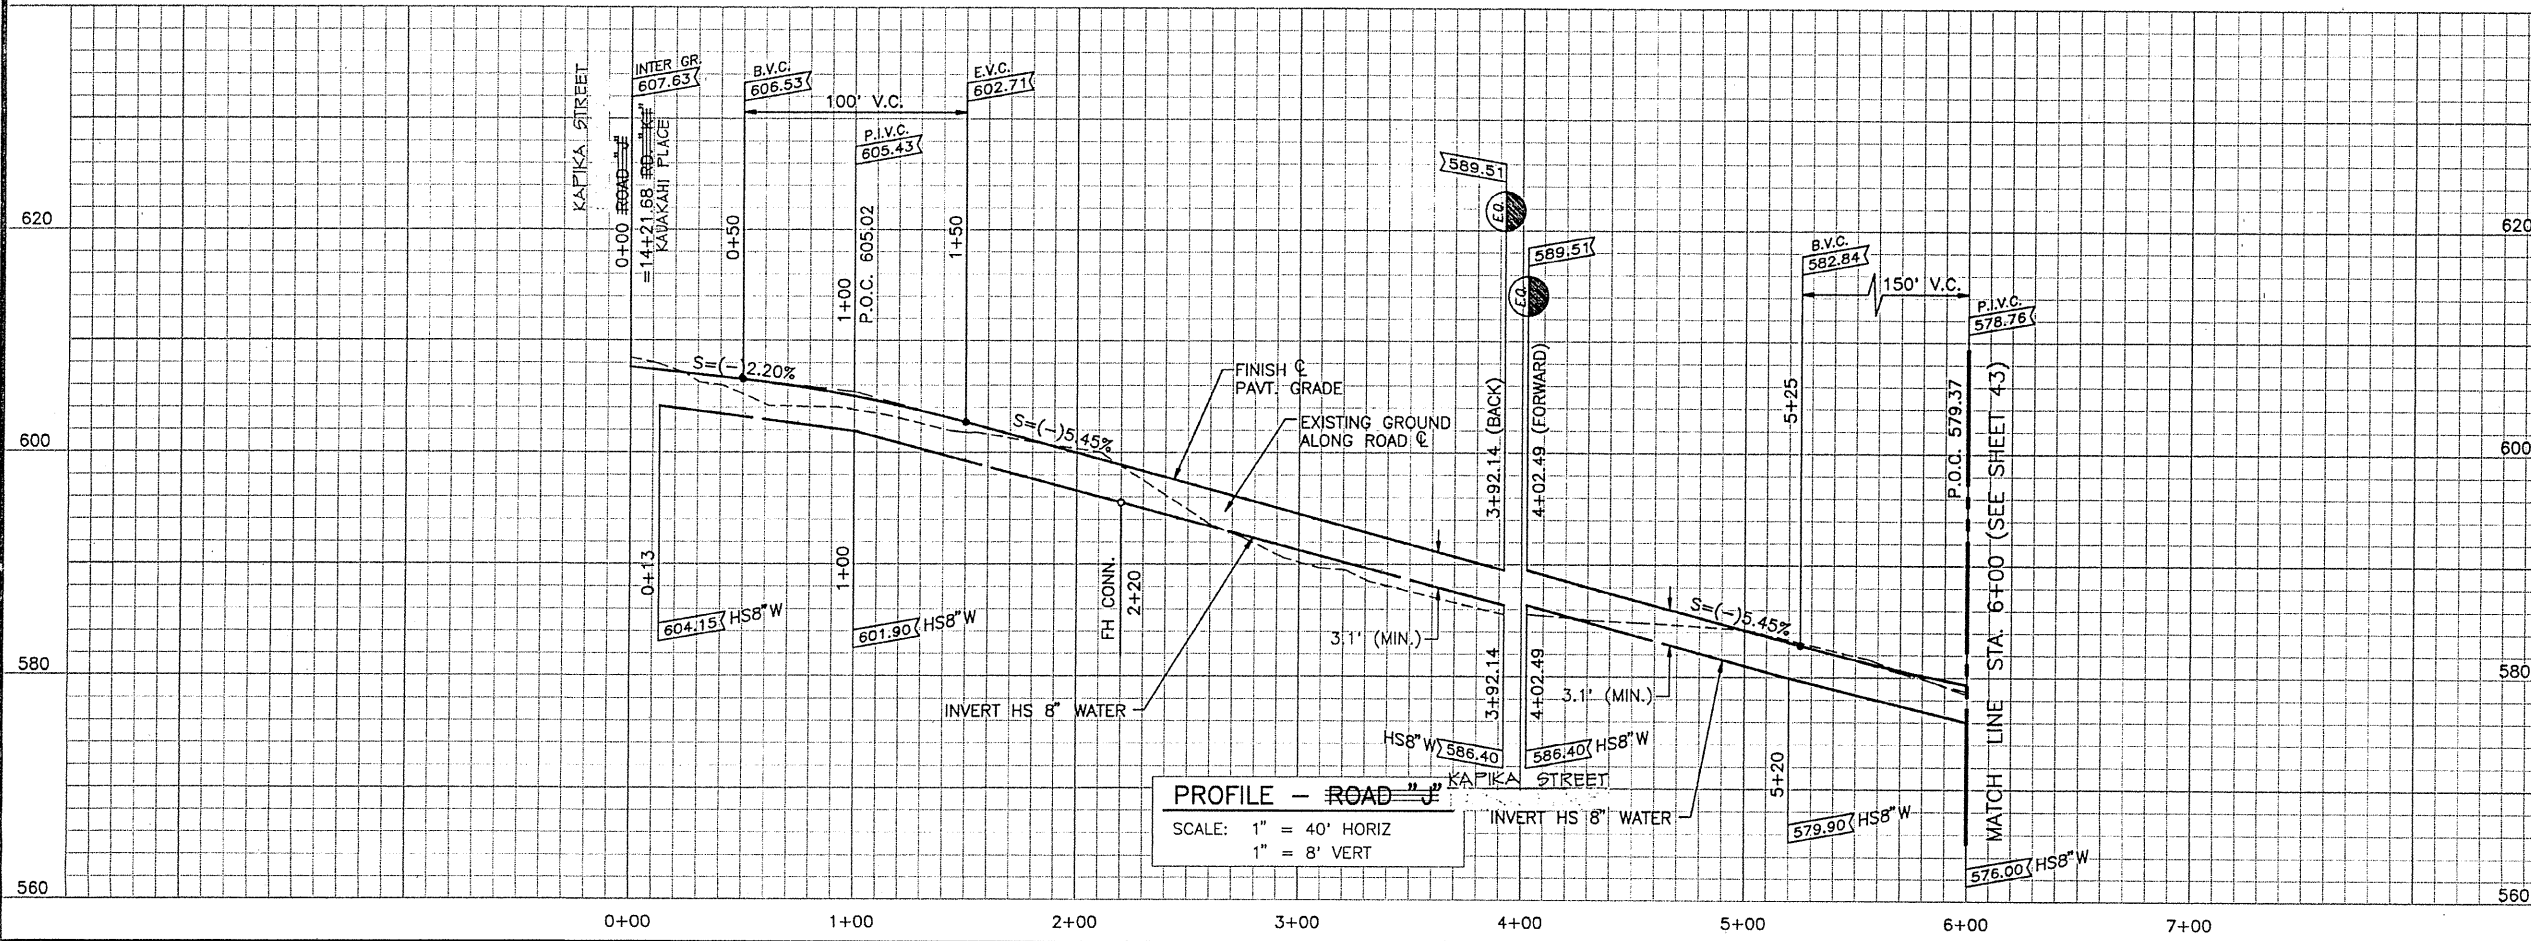 KAPIKA STREET
0+00 ROAD "J"
=14+21.68 RD. "K"
KAUAKAHI PLACE
INTER GR.
607.63
B.V.C.
606.53
100' V.C.
E.V.C.
602.71
P.I.V.C.
605.43
0+50
1+00
P.O.C. 605.02
1+50
589.51
EQ.
589.51
EQ.
B.V.C.
582.84
150' V.C.
P.I.V.C.
578.76
620
620
S=(-)2.20%
S=(-)5.45%
FINISH ℄
PAVT. GRADE
EXISTING GROUND
ALONG ROAD ℄
3+92.14 (BACK)
4+02.49 (FORWARD)
5+25
P.O.C. 579.37
MATCH LINE STA. 6+00 (SEE SHEET 43)
600
600
0+13
604.15 HS8"W
1+00
601.90 HS8"W
FH CONN.
2+20
INVERT HS 8" WATER
3.1' (MIN.)
3+92.14
4+02.49
3.1' (MIN.)
S=(-)5.45%
580
580
HS8"W 586.40
586.40 HS8"W
KAPIKA STREET
PROFILE - ROAD "J"
SCALE: 1" = 40' HORIZ
1" = 8' VERT
INVERT HS 8" WATER
5+20
579.90 HS8"W
576.00 HS8"W
560
560
0+00 1+00 2+00 3+00 4+00 5+00 6+00 7+00